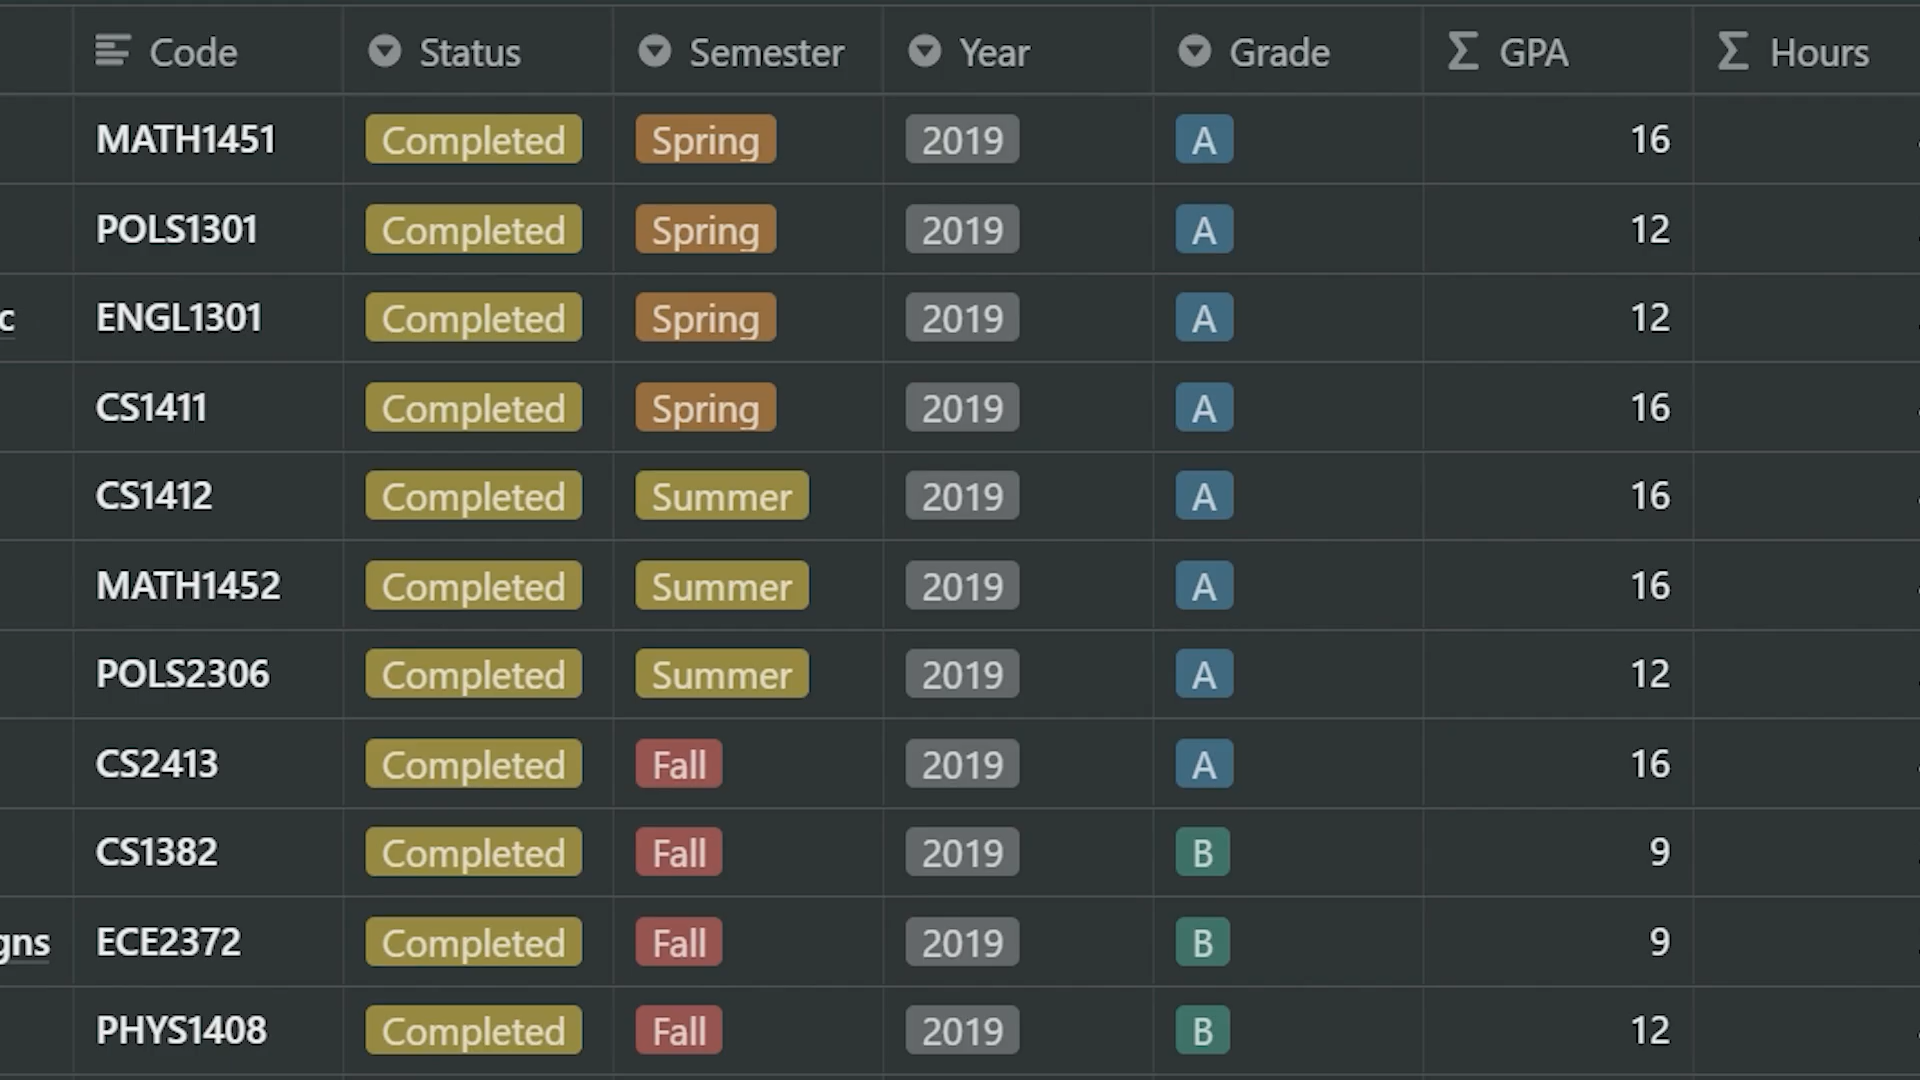 Code Status Semester Year Grade GPA Hours
MATH1451 Completed Spring 2019 A 16
POLS1301 Completed Spring 2019 A 12
c ENGL1301 Completed Spring 2019 A 12
CS1411 Completed Spring 2019 A 16
CS1412 Completed Summer 2019 A 16
MATH1452 Completed Summer 2019 A 16
POLS2306 Completed Summer 2019 A 12
CS2413 Completed Fall 2019 A 16
CS1382 Completed Fall 2019 B 9
gns ECE2372 Completed Fall 2019 B 9
PHYS1408 Completed Fall 2019 B 12